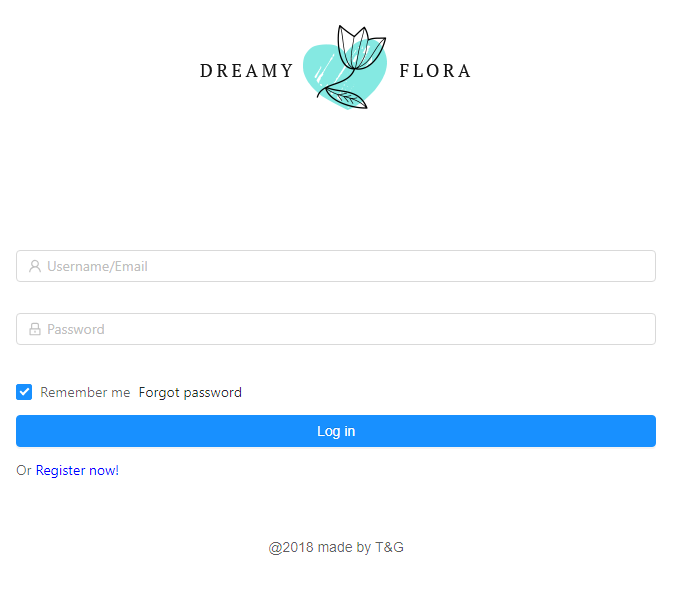 DREAMY FLORA
Username/Email
Password
Remember me Forgot password
Log in
Or Register now!
@2018 made by T&G